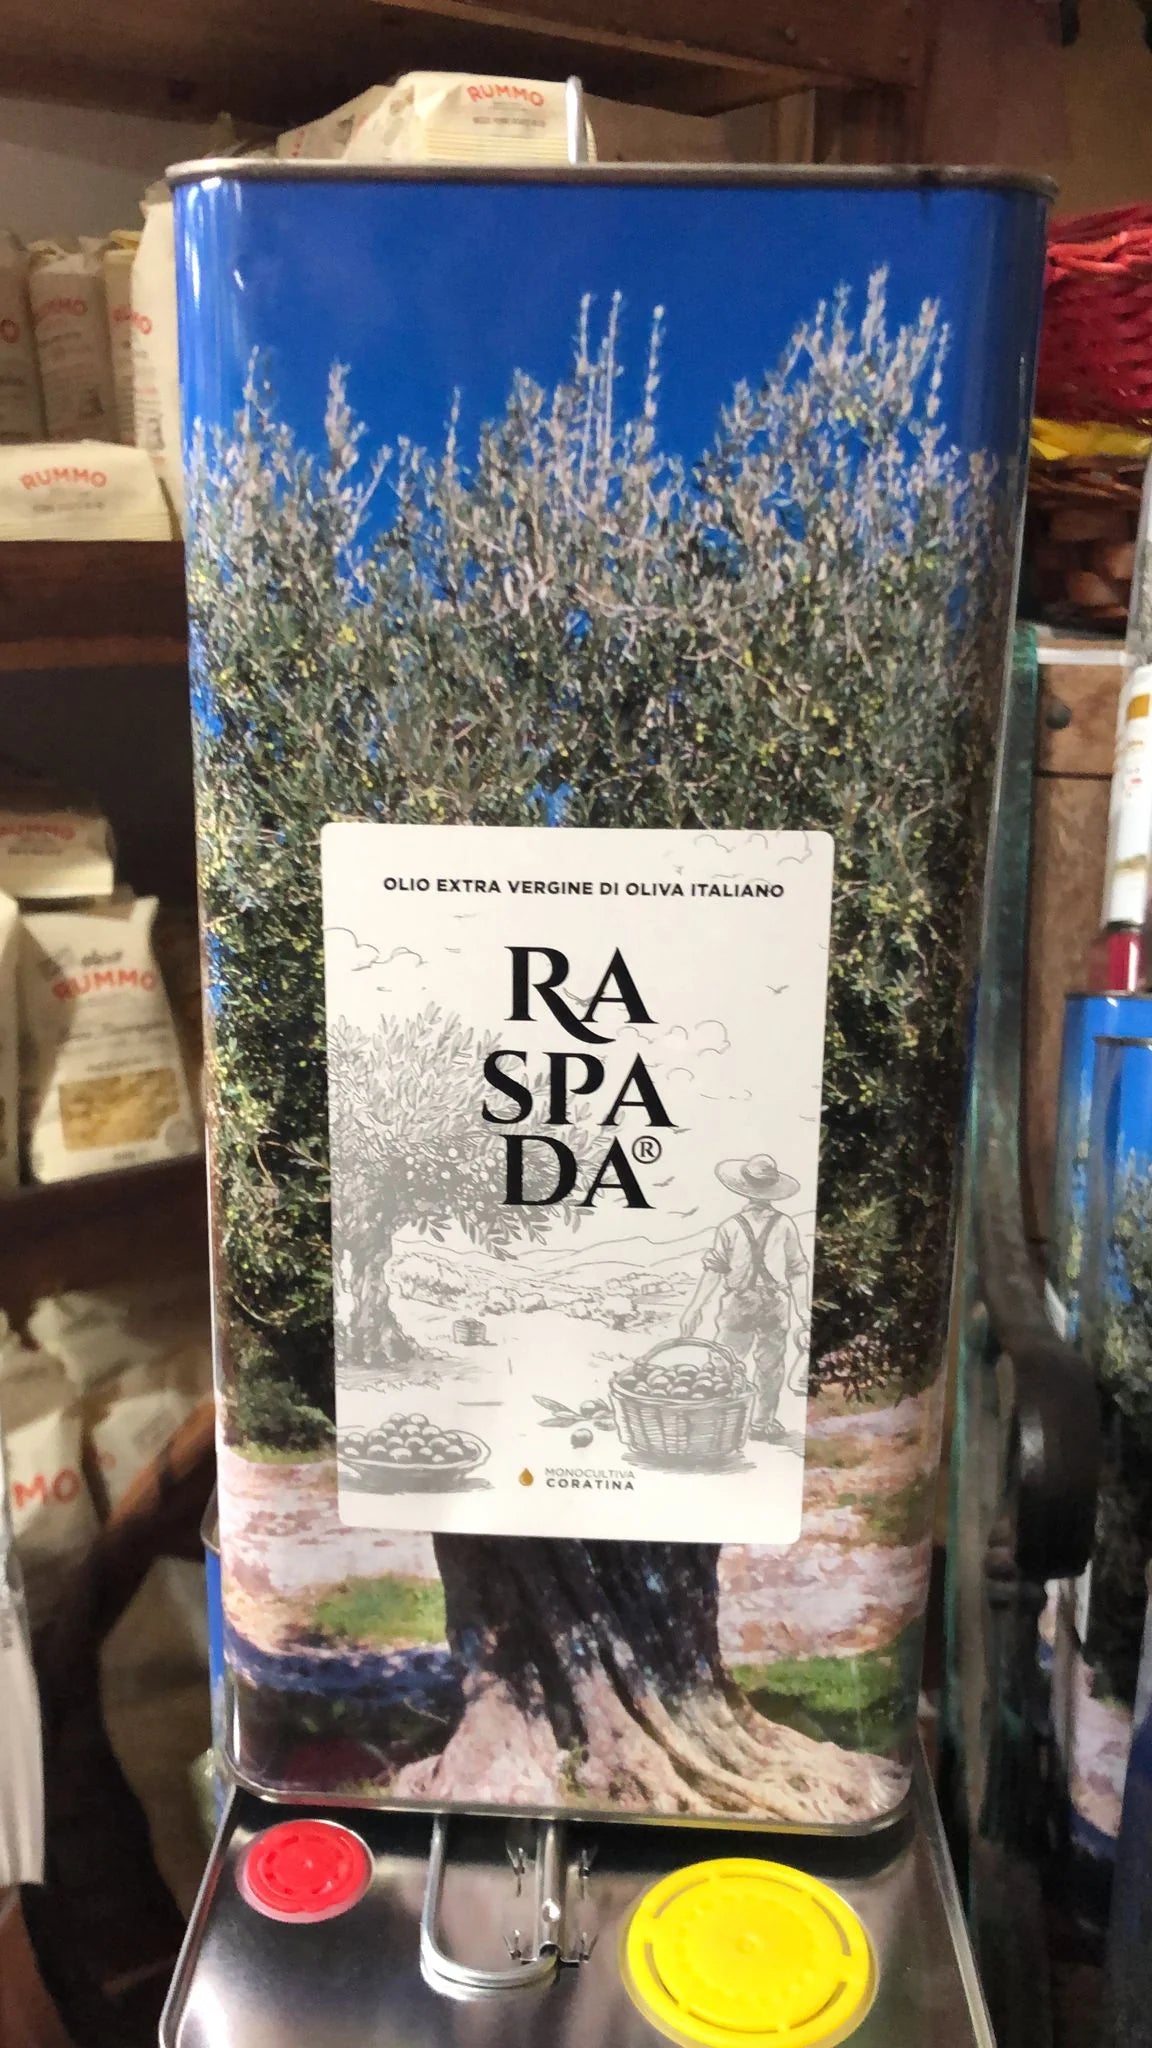 RUMMO
OLIO EXTRA VERGINE DI OLIVA ITALIANO
RA
SPA
DA®
MONOCULTIVA
CORATINA
RUMMO
RUMMO
RUMMO
MO